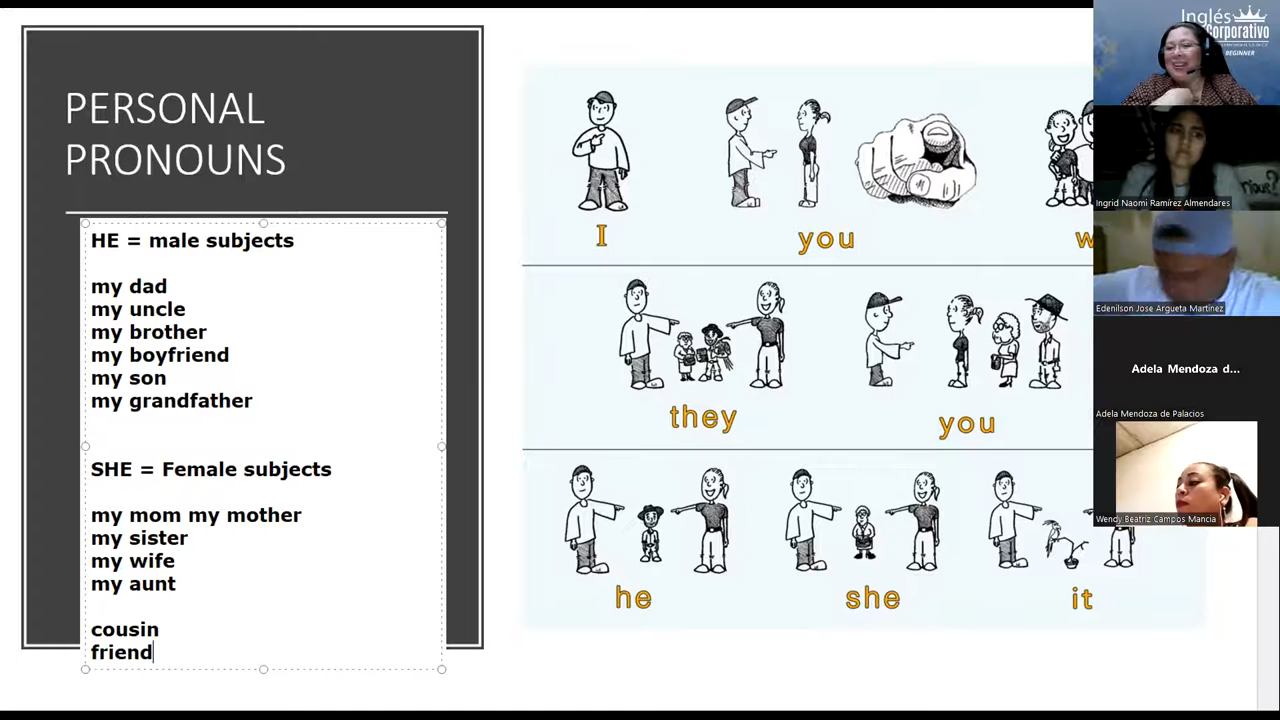 PERSONAL
PRONOUNS
HE = male subjects
my dad
my uncle
my brother
my boyfriend
my son
my grandfather
SHE = Female subjects
my mom my mother
my sister
my wife
my aunt
cousin
friend
I
you
w
they
you
he
she
it
Inglés
Corporativo
BEGINNER
Ingrid Naomi Ramírez Almendares
Edenilson Jose Argueta Martínez
Adela Mendoza d...
Adela Mendoza de Palacios
Wendy Beatriz Campos Mancia